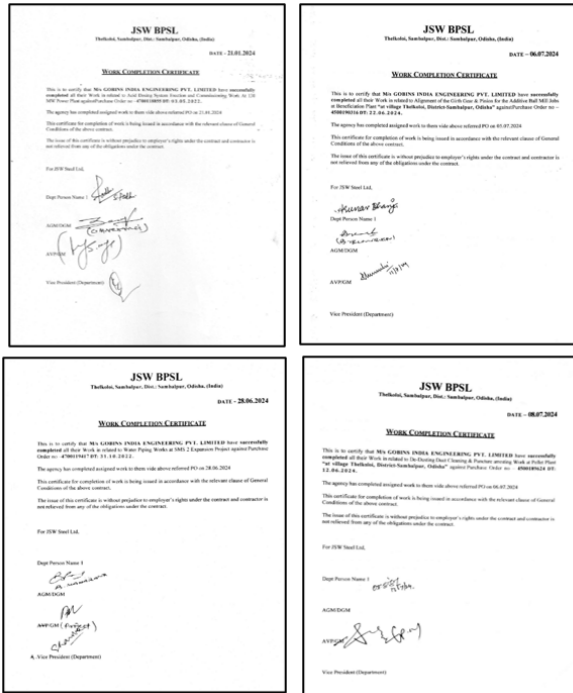 JSW BPSL
Thelkoloi, Sambalpur, Dist.: Sambalpur, Odisha, (India)
DATE - 21.01.2024
WORK COMPLETION CERTIFICATE
This is to certify that M/s GORINS INDIA ENGINEERING PVT. LIMITED have successfully
completed all their Work in related to Acid Dosing System Erection and Commissioning Work At 120
MW Power Plant against Purchase Order no -
The agency has completed assigned work to them vide above referred PO on 21.01.2024
This certificate for completion of work is being issued in accordance with the relevant clause of General
Conditions of the above contract.
The issue of this certificate is without prejudice to employer's rights under the contract and contractor is
not relieved from any of the obligations under the contract.
For JSW Steel Ltd,
Dept Person Name 1
AGM/DGM
AVP/GM
Vice President (Department)
JSW BPSL
Thelkoloi, Sambalpur, Dist.: Sambalpur, Odisha, (India)
DATE - 06.07.2024
WORK COMPLETION CERTIFICATE
This is to certify that M/s GORINS INDIA ENGINEERING PVT. LIMITED have successfully
completed all their Work in related to Alignment of the Girth Gear & Pinion for the Additive Ball Mill Jobs
at Beneficiation Plant "at village Thelkoloi, District-Sambalpur, Odisha" against Purchase Order no -
DT: 22.06.2024.
The agency has completed assigned work to them vide above referred PO on 05.07.2024
This certificate for completion of work is being issued in accordance with the relevant clause of General
Conditions of the above contract.
The issue of this certificate is without prejudice to employer's rights under the contract and contractor is
not relieved from any of the obligations under the contract.
For JSW Steel Ltd,
Dept Person Name 1
AGM/DGM
AVP/GM
Vice President (Department)
JSW BPSL
Thelkoloi, Sambalpur, Dist.: Sambalpur, Odisha, (India)
DATE - 28.06.2024
WORK COMPLETION CERTIFICATE
This is to certify that M/s GORINS INDIA ENGINEERING PVT. LIMITED have successfully
completed all their Work in related to Water Piping Works at SMS 2 Expansion Project against Purchase
Order no - DT: 31.10.2022.
The agency has completed assigned work to them vide above referred PO on 28.06.2024
This certificate for completion of work is being issued in accordance with the relevant clause of General
Conditions of the above contract.
The issue of this certificate is without prejudice to employer's rights under the contract and contractor is
not relieved from any of the obligations under the contract.
For JSW Steel Ltd,
Dept Person Name 1
AGM/DGM
AVP/GM (Project)
Vice President (Department)
JSW BPSL
Thelkoloi, Sambalpur, Dist.: Sambalpur, Odisha, (India)
DATE - 08.07.2024
WORK COMPLETION CERTIFICATE
This is to certify that M/s GORINS INDIA ENGINEERING PVT. LIMITED have successfully
completed all their Work in related to De-Dusting Duct Cleaning & Puncture arresting Work at Pellet Plant
"at village Thelkoloi, District-Sambalpur, Odisha" against Purchase Order no - DT:
12.06.2024.
The agency has completed assigned work to them vide above referred PO on 06.07.2024
This certificate for completion of work is being issued in accordance with the relevant clause of General
Conditions of the above contract.
The issue of this certificate is without prejudice to employer's rights under the contract and contractor is
not relieved from any of the obligations under the contract.
For JSW Steel Ltd,
Dept Person Name 1
AGM/DGM
AVP/GM
Vice President (Department)